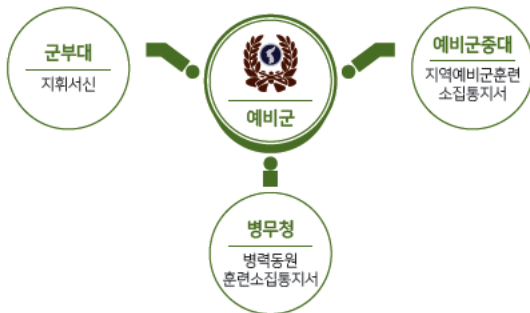 군부대
지휘서신
예비군
예비군중대
지역예비군훈련
소집통지서
병무청
병력동원
훈련소집통지서